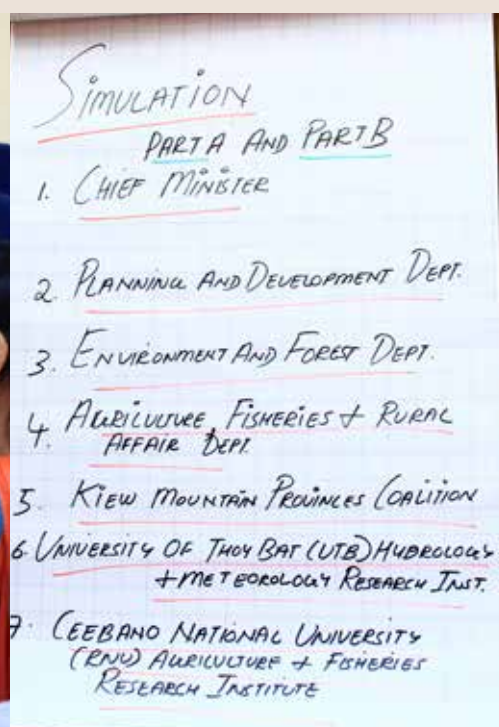 SIMULATION
PART A AND PART B
1. CHIEF MINISTER
2. PLANNING AND DEVELOPMENT DEPT.
3. ENVIRONMENT AND FOREST DEPT.
4. AGRICULTURE, FISHERIES + RURAL
AFFAIR DEPT.
5. KIEW MOUNTAIN PROVINCES COALITION
6. UNIVERSITY OF THOY BAT (UTB) HYDROLOGY
+ METEOROLOGY RESEARCH INST.
7. CEEBANO NATIONAL UNIVERSITY
(RNU) AGRICULTURE + FISHERIES
RESEARCH INSTITUTE